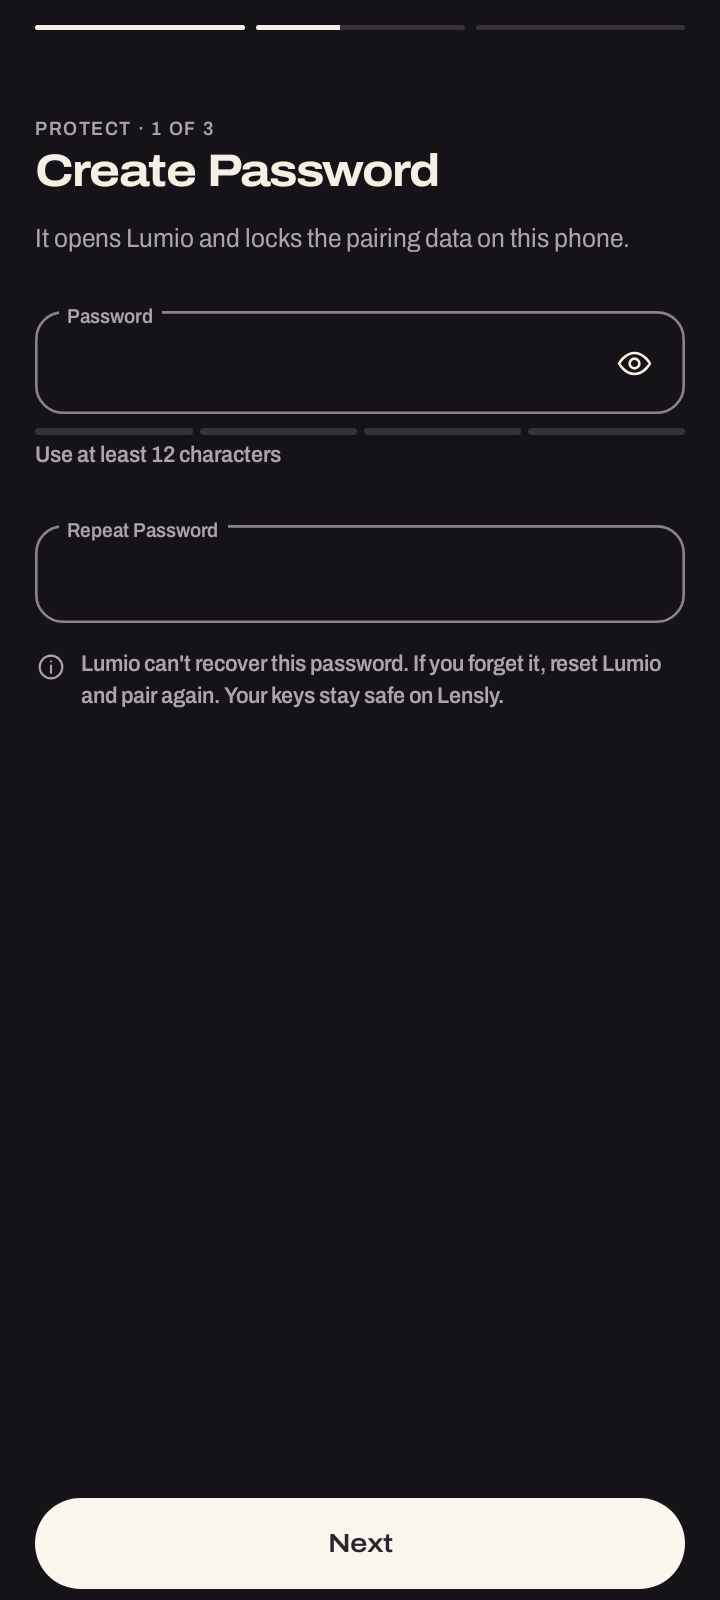 PROTECT · 1 OF 3
Create Password
It opens Lumio and locks the pairing data on this phone.
Password
Use at least 12 characters
Repeat Password
Lumio can't recover this password. If you forget it, reset Lumio
and pair again. Your keys stay safe on Lensly.
Next